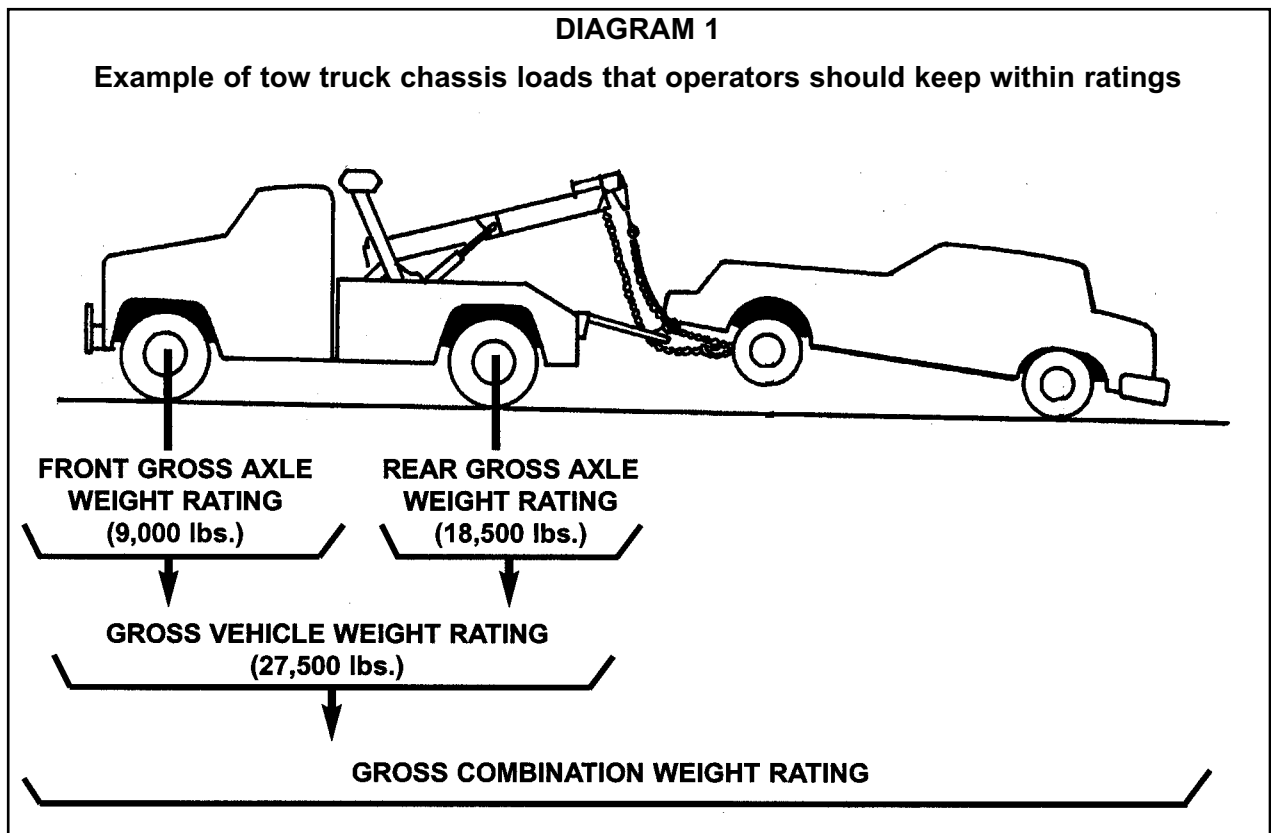 DIAGRAM 1
Example of tow truck chassis loads that operators should keep within ratings
FRONT GROSS AXLE
WEIGHT RATING
(9,000 lbs.)
REAR GROSS AXLE
WEIGHT RATING
(18,500 lbs.)
GROSS VEHICLE WEIGHT RATING
(27,500 lbs.)
GROSS COMBINATION WEIGHT RATING